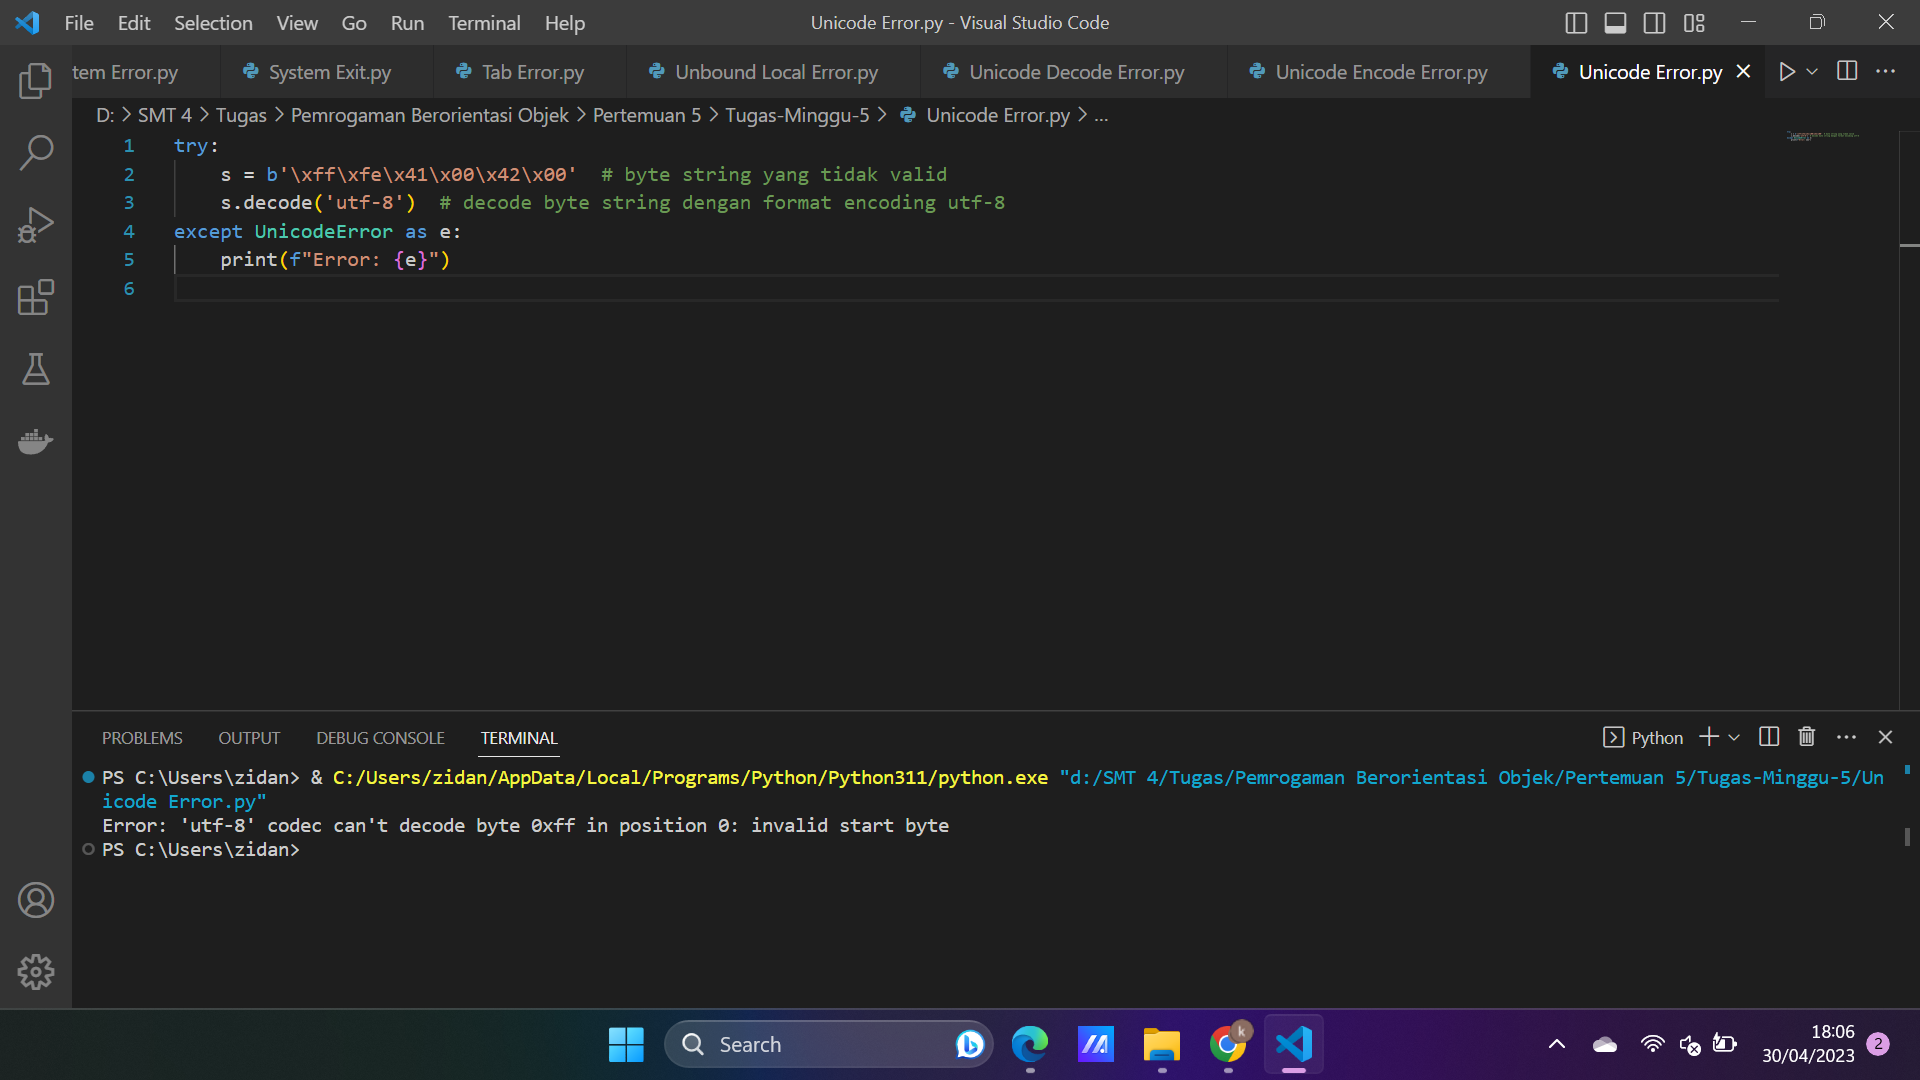 File Edit Selection View Go Run Terminal Help
Unicode Error.py - Visual Studio Code
tem Error.py System Exit.py Tab Error.py Unbound Local Error.py Unicode Decode Error.py Unicode Encode Error.py Unicode Error.py
D: > SMT 4 > Tugas > Pemrogaman Berorientasi Objek > Pertemuan 5 > Tugas-Minggu-5 > Unicode Error.py > ...
1 try:
2     s = b'\xff\xfe\x41\x00\x42\x00'  # byte string yang tidak valid
3     s.decode('utf-8')  # decode byte string dengan format encoding utf-8
4 except UnicodeError as e:
5     print(f"Error: {e}")
6
PROBLEMS OUTPUT DEBUG CONSOLE TERMINAL Python
PS C:\Users\zidan> & C:/Users/zidan/AppData/Local/Programs/Python/Python311/python.exe "d:/SMT 4/Tugas/Pemrogaman Berorientasi Objek/Pertemuan 5/Tugas-Minggu-5/Un
icode Error.py"
Error: 'utf-8' codec can't decode byte 0xff in position 0: invalid start byte
PS C:\Users\zidan>
Search
k
18:06
30/04/2023
2